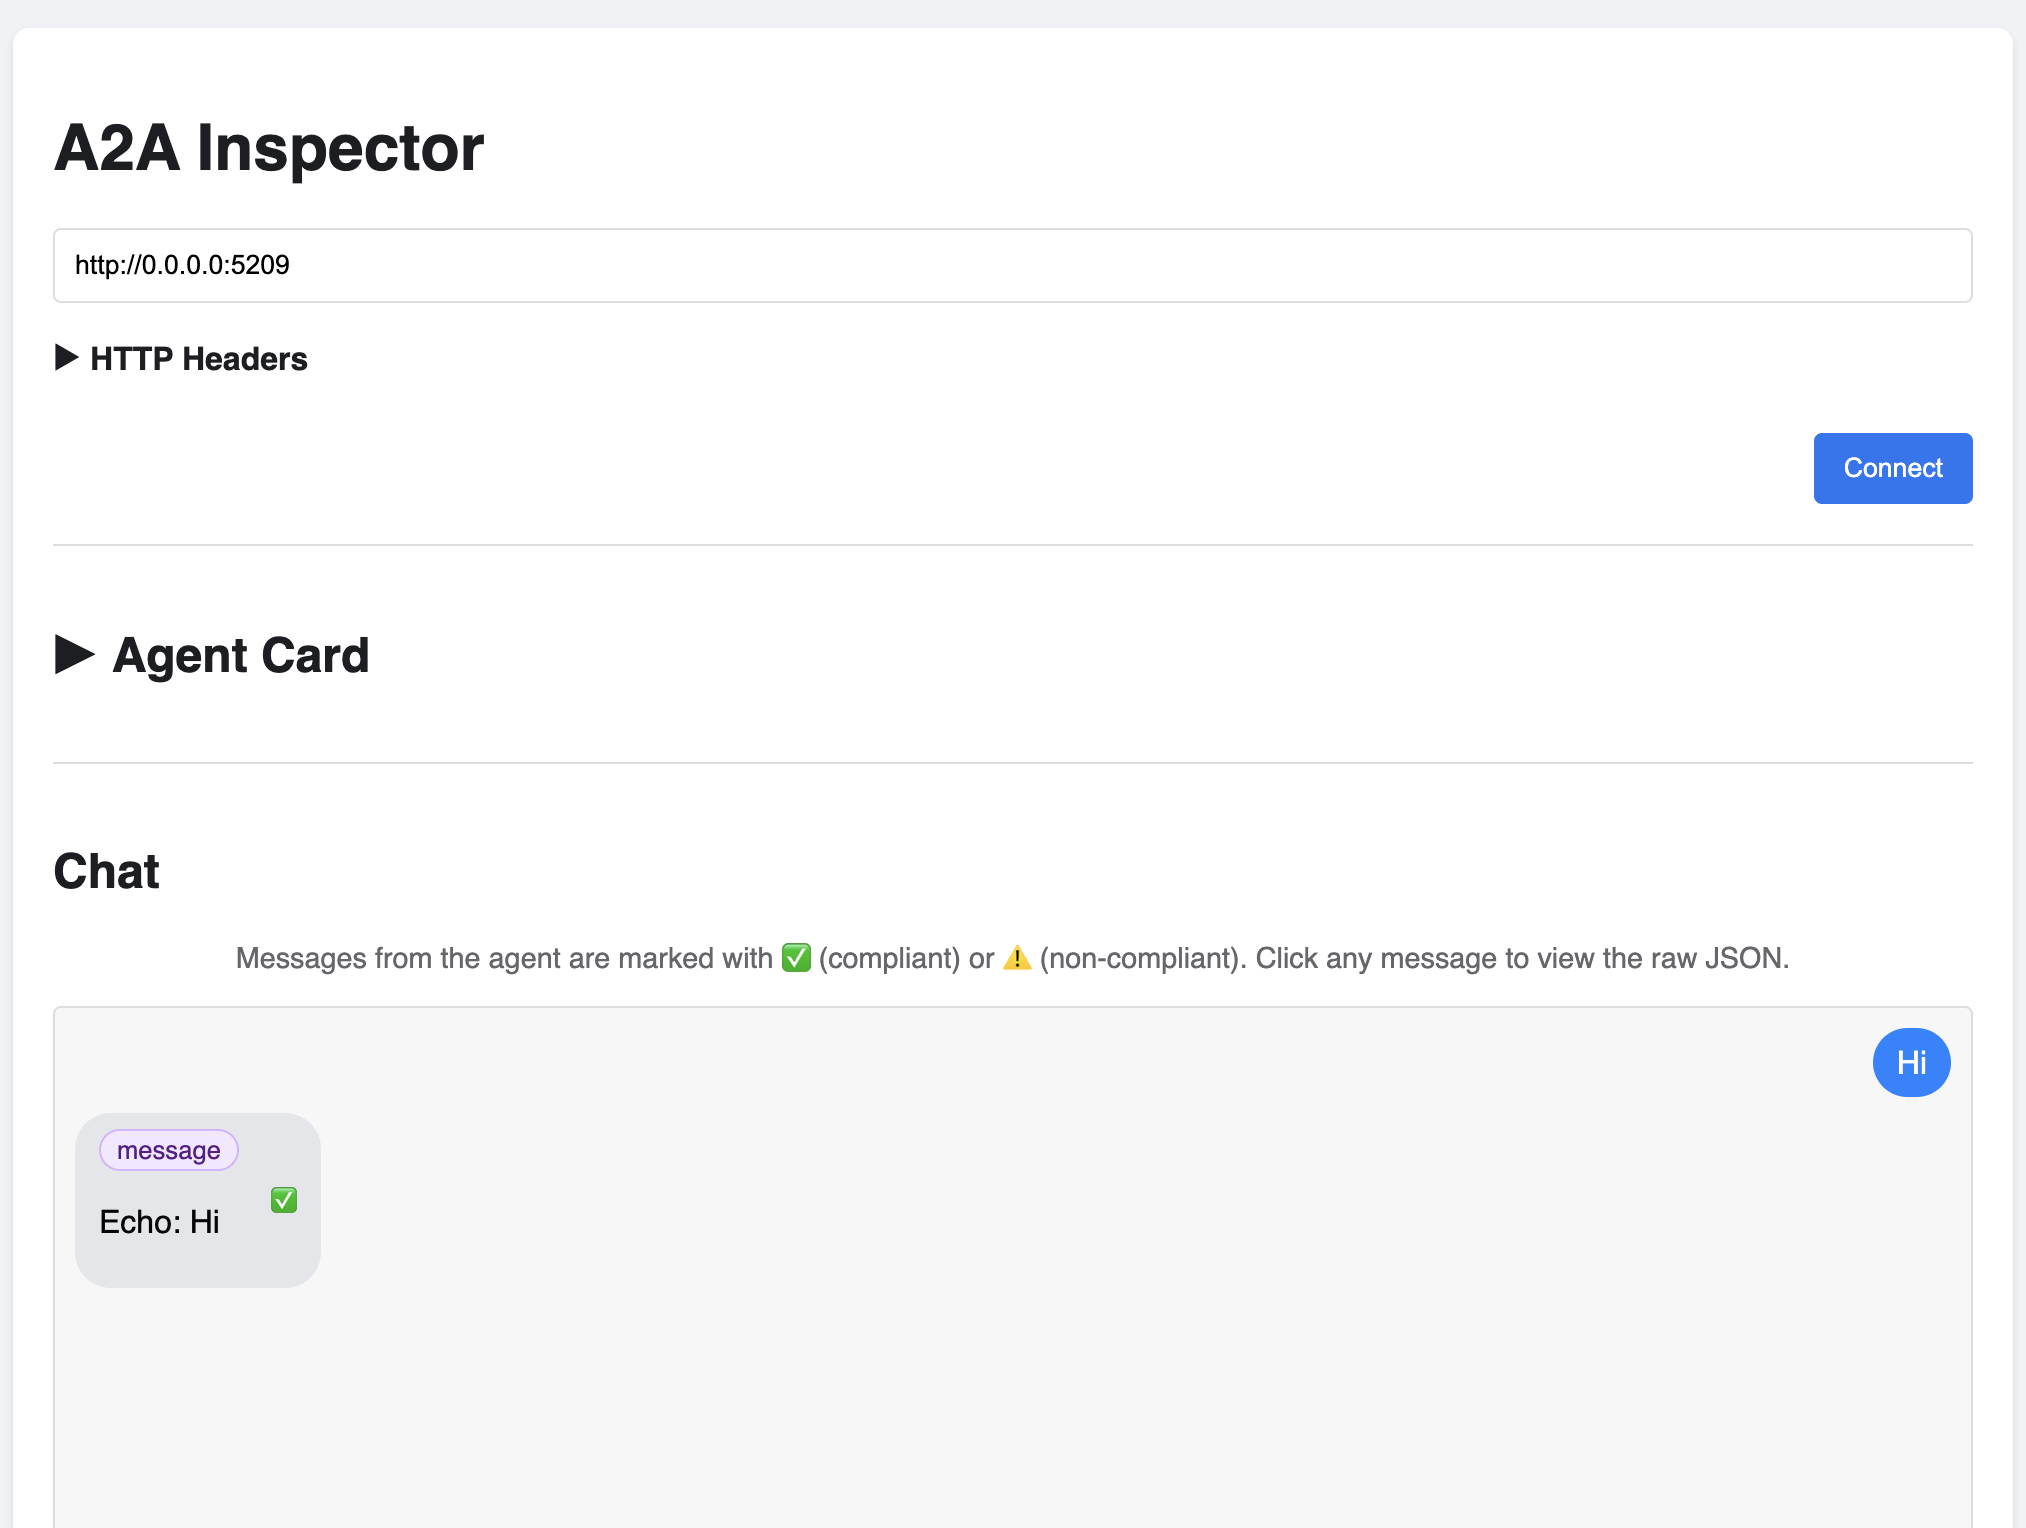 A2A Inspector
http://0.0.0.0:5209
▶ HTTP Headers
Connect
▶ Agent Card
Chat
Messages from the agent are marked with ✅ (compliant) or ⚠️ (non-compliant). Click any message to view the raw JSON.
Hi
message
Echo: Hi ✅